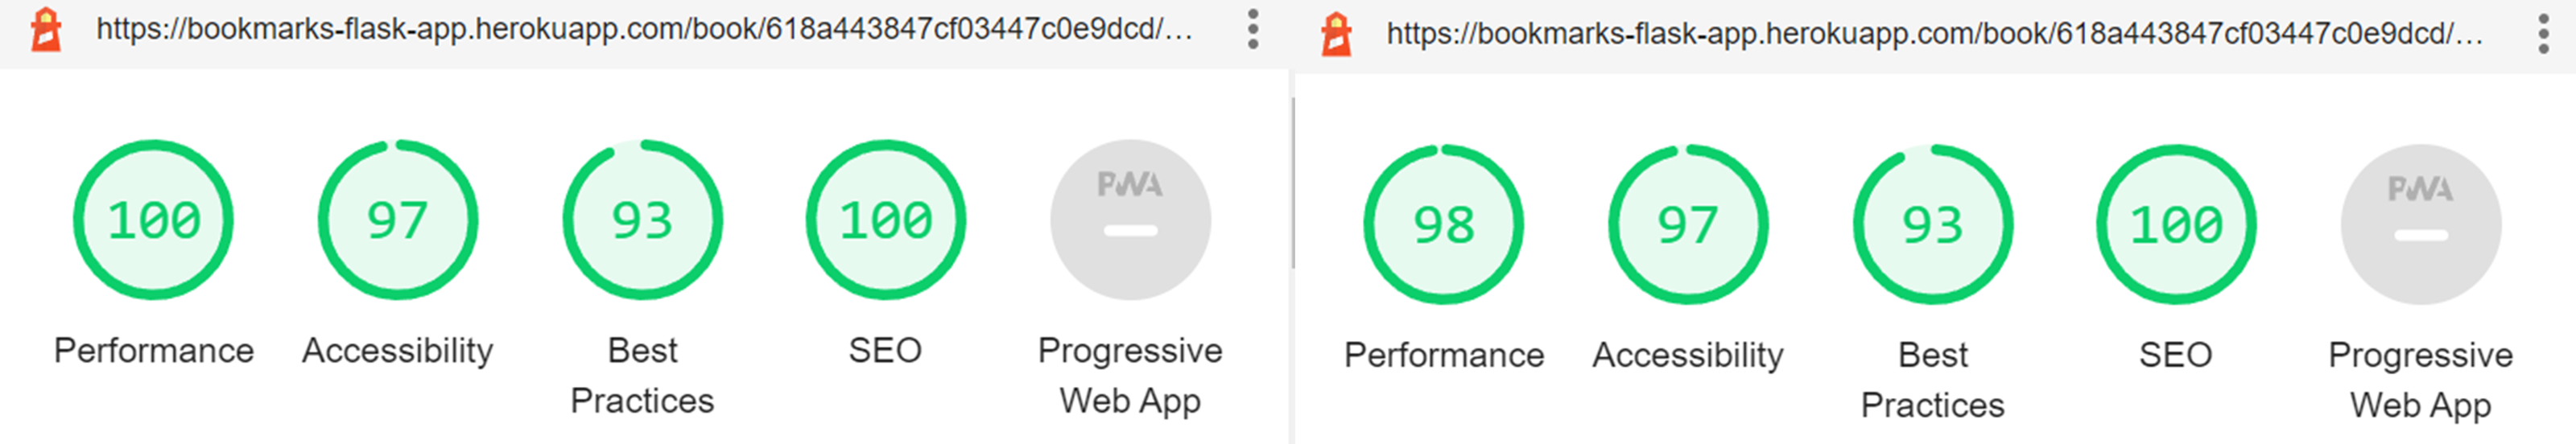 https://bookmarks-flask-app.herokuapp.com/book/618a443847cf03447c0e9dcd/...
100
97
93
100
PWA
Performance
Accessibility
Best
Practices
SEO
Progressive
Web App
https://bookmarks-flask-app.herokuapp.com/book/618a443847cf03447c0e9dcd/...
98
97
93
100
PWA
Performance
Accessibility
Best
Practices
SEO
Progressive
Web App